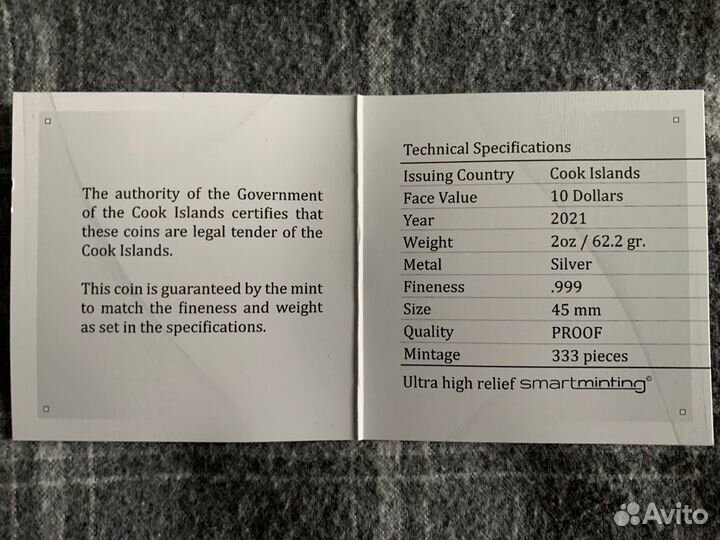 The authority of the Government
of the Cook Islands certifies that
these coins are legal tender of the
Cook Islands.
This coin is guaranteed by the mint
to match the fineness and weight
as set in the specifications.
Technical Specifications
Issuing Country Cook Islands
Face Value 10 Dollars
Year 2021
Weight 2oz / 62.2 gr.
Metal Silver
Fineness .999
Size 45 mm
Quality PROOF
Mintage 333 pieces
Ultra high relief smartminting©
Avito